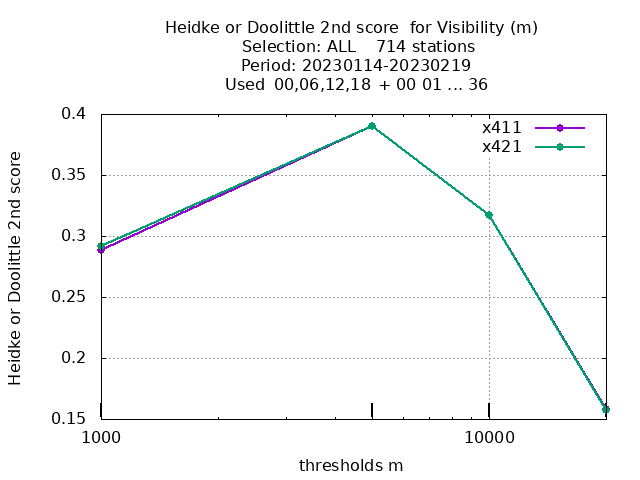 Heidke or Doolittle 2nd score  for Visibility (m)
Selection: ALL    714 stations
Period: 20230114-20230219
Used  00,06,12,18  + 00 01 ... 36
Heidke or Doolittle 2nd score
0.4
0.35
0.3
0.25
0.2
0.15
x411
x421
1000
10000
thresholds m